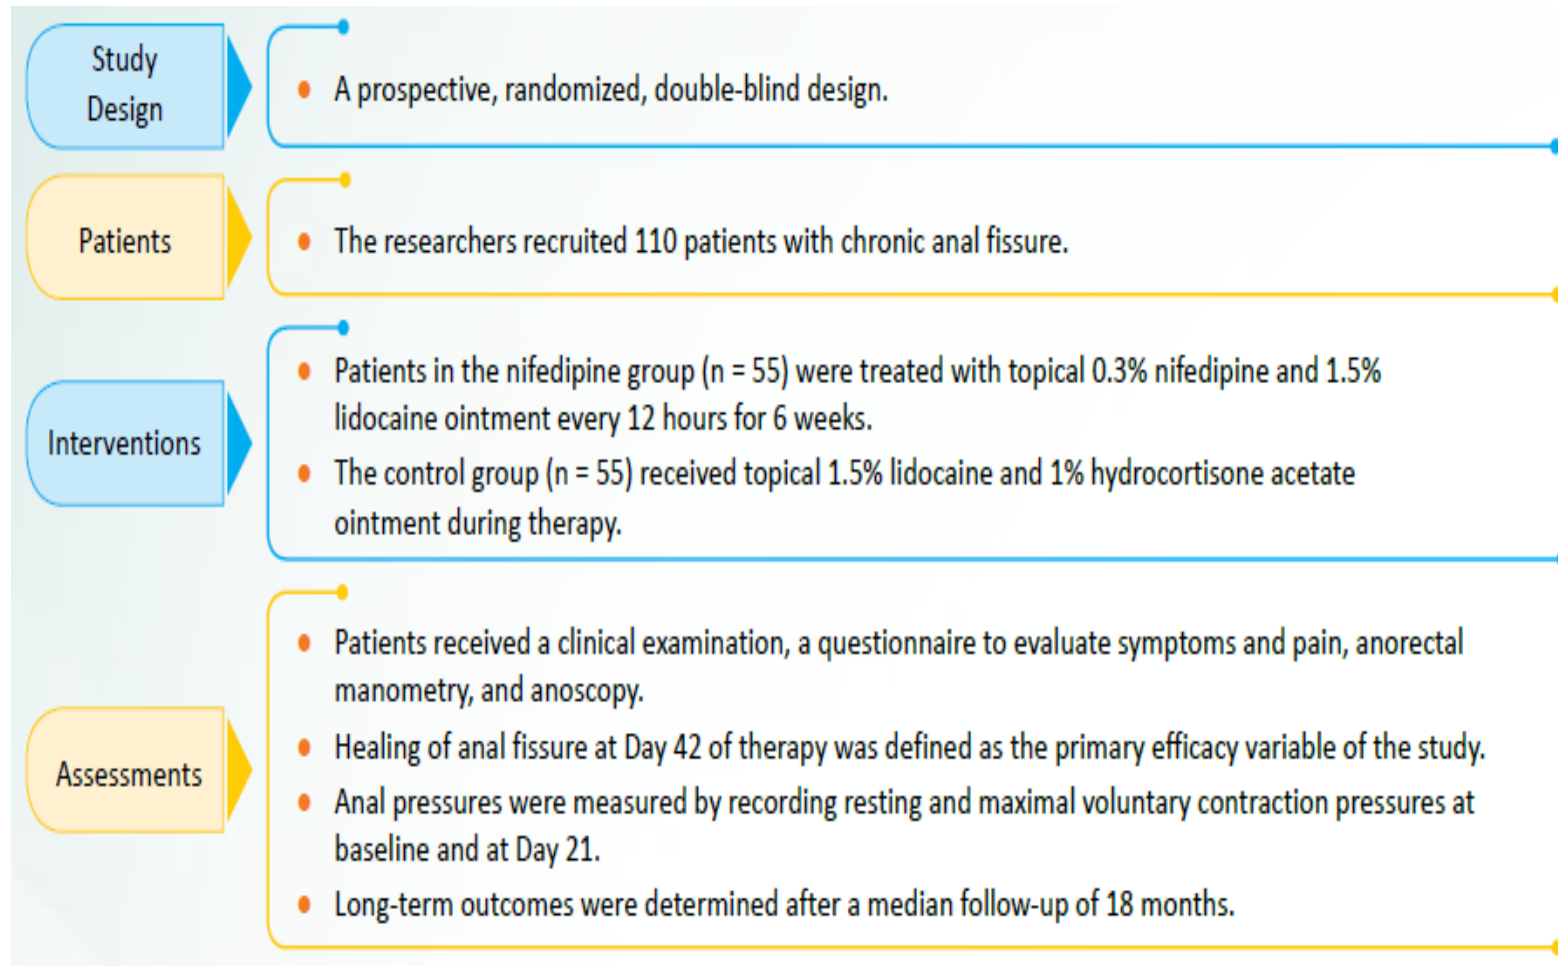 Study
Design
• A prospective, randomized, double-blind design.
Patients
• The researchers recruited 110 patients with chronic anal fissure.
Interventions
• Patients in the nifedipine group (n = 55) were treated with topical 0.3% nifedipine and 1.5%
lidocaine ointment every 12 hours for 6 weeks.
• The control group (n = 55) received topical 1.5% lidocaine and 1% hydrocortisone acetate
ointment during therapy.
Assessments
• Patients received a clinical examination, a questionnaire to evaluate symptoms and pain, anorectal
manometry, and anoscopy.
• Healing of anal fissure at Day 42 of therapy was defined as the primary efficacy variable of the study.
• Anal pressures were measured by recording resting and maximal voluntary contraction pressures at
baseline and at Day 21.
• Long-term outcomes were determined after a median follow-up of 18 months.